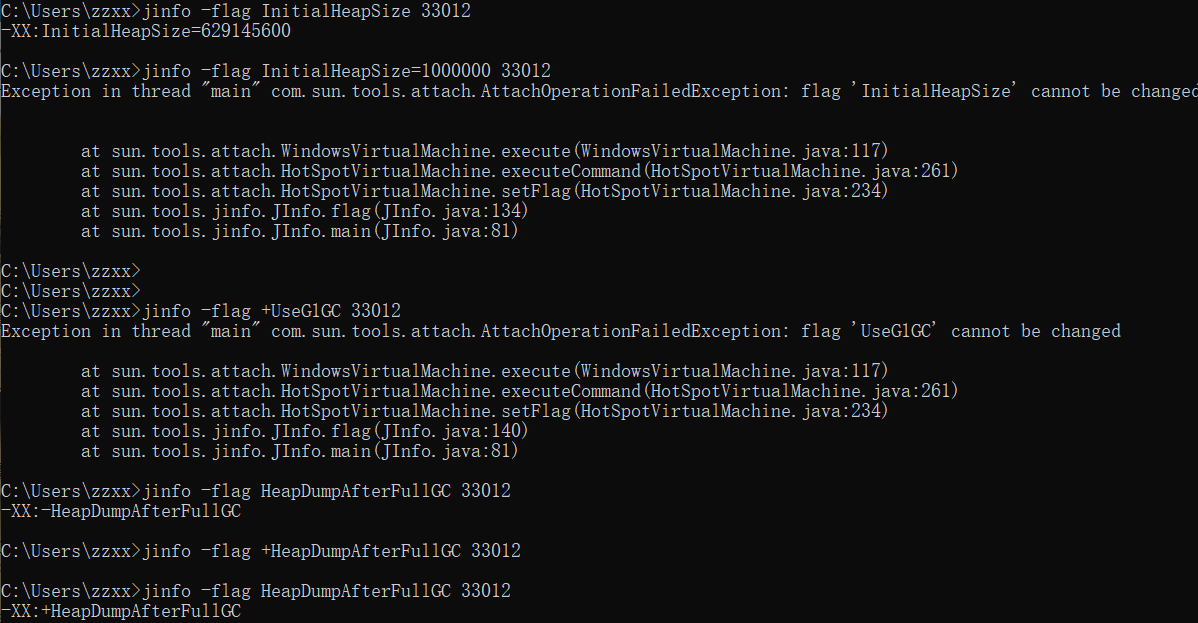 C:\Users\zzxx>jinfo -flag InitialHeapSize 33012
-XX:InitialHeapSize=629145600
C:\Users\zzxx>jinfo -flag InitialHeapSize=1000000 33012
Exception in thread "main" com.sun.tools.attach.AttachOperationFailedException: flag 'InitialHeapSize' cannot be changed
at sun.tools.attach.WindowsVirtualMachine.execute(WindowsVirtualMachine.java:117)
at sun.tools.attach.HotSpotVirtualMachine.executeCommand(HotSpotVirtualMachine.java:261)
at sun.tools.attach.HotSpotVirtualMachine.setFlag(HotSpotVirtualMachine.java:234)
at sun.tools.jinfo.JInfo.flag(JInfo.java:134)
at sun.tools.jinfo.JInfo.main(JInfo.java:81)
C:\Users\zzxx>
C:\Users\zzxx>
C:\Users\zzxx>jinfo -flag +UseG1GC 33012
Exception in thread "main" com.sun.tools.attach.AttachOperationFailedException: flag 'UseG1GC' cannot be changed
at sun.tools.attach.WindowsVirtualMachine.execute(WindowsVirtualMachine.java:117)
at sun.tools.attach.HotSpotVirtualMachine.executeCommand(HotSpotVirtualMachine.java:261)
at sun.tools.attach.HotSpotVirtualMachine.setFlag(HotSpotVirtualMachine.java:234)
at sun.tools.jinfo.JInfo.flag(JInfo.java:140)
at sun.tools.jinfo.JInfo.main(JInfo.java:81)
C:\Users\zzxx>jinfo -flag HeapDumpAfterFullGC 33012
-XX:-HeapDumpAfterFullGC
C:\Users\zzxx>jinfo -flag +HeapDumpAfterFullGC 33012
C:\Users\zzxx>jinfo -flag HeapDumpAfterFullGC 33012
-XX:+HeapDumpAfterFullGC